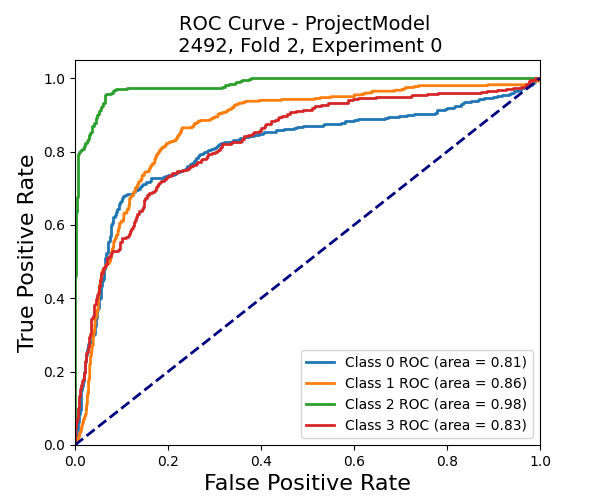 ROC Curve - ProjectModel
2492, Fold 2, Experiment 0
True Positive Rate
1.0
0.8
0.6
0.4
0.2
0.0
Class 0 ROC (area = 0.81)
Class 1 ROC (area = 0.86)
Class 2 ROC (area = 0.98)
Class 3 ROC (area = 0.83)
0.0 0.2 0.4 0.6 0.8 1.0
False Positive Rate